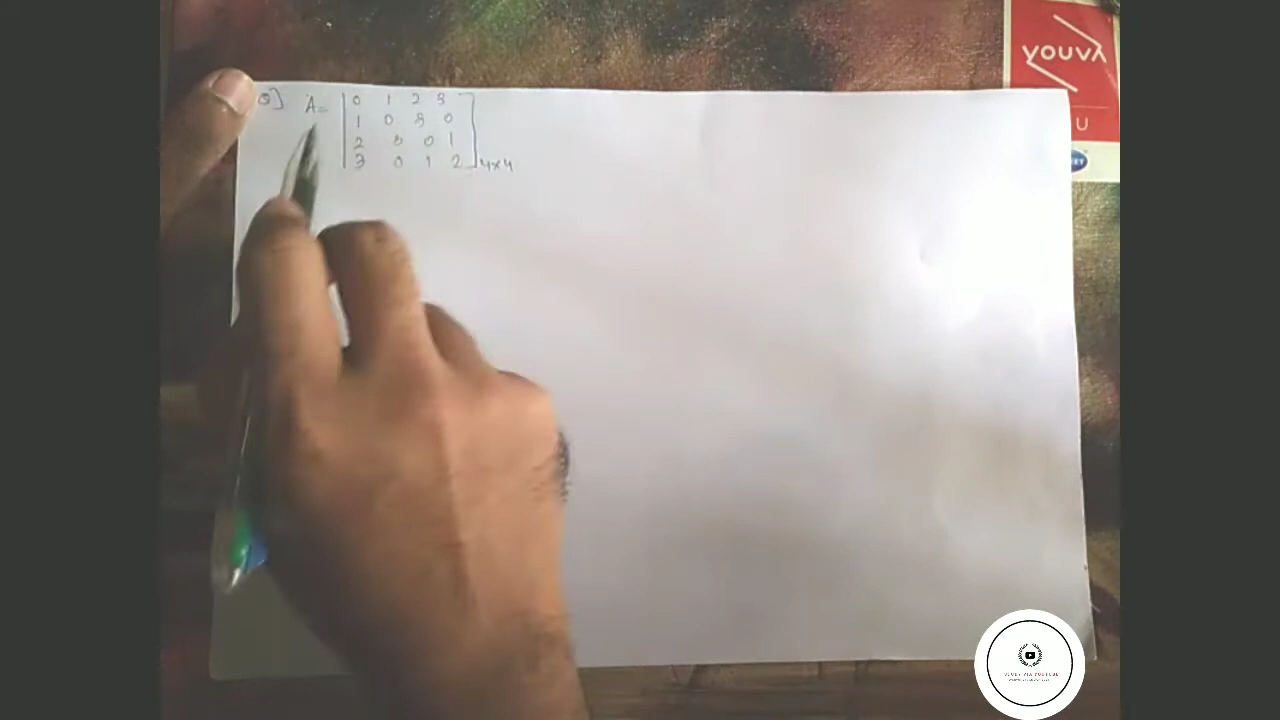 Q] A = [ 0 1 2 3
1 0 3 0
2 3 0 1
3 0 1 2 ] 4×4
YOUVA
U